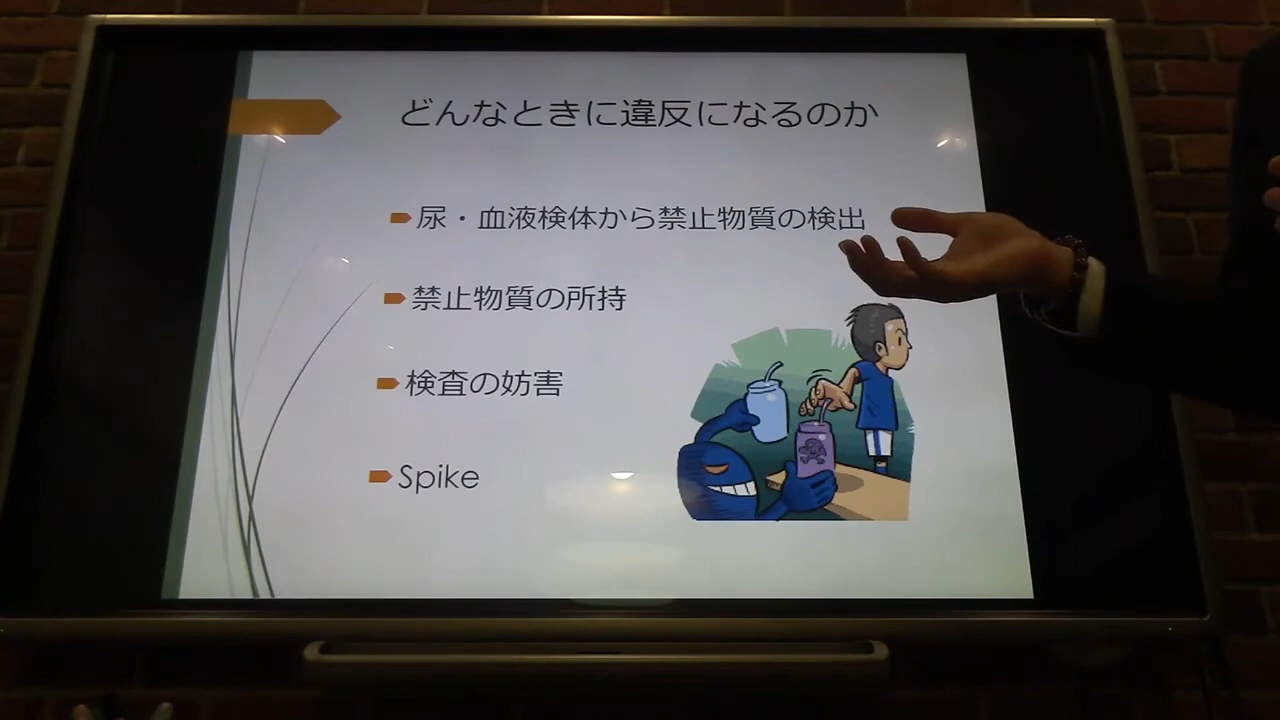 どんなときに違反になるのか
尿・血液検体から禁止物質の検出
禁止物質の所持
検査の妨害
Spike